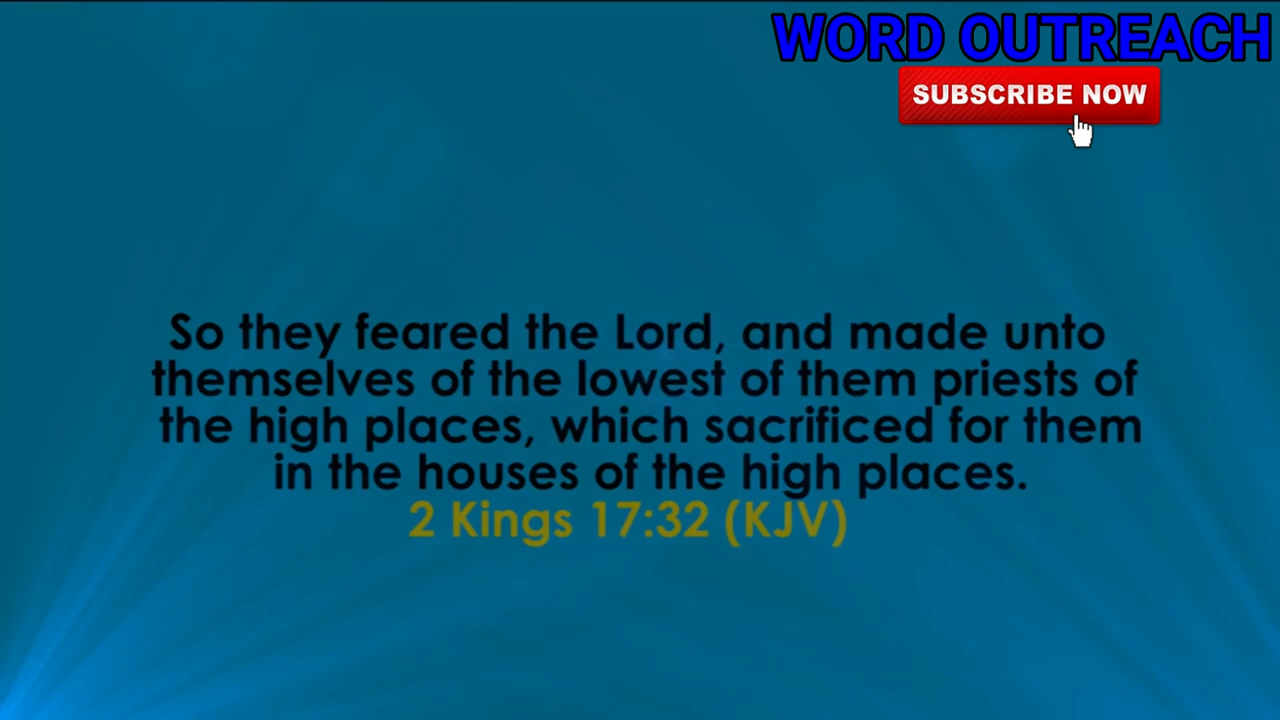 WORD OUTREACH
SUBSCRIBE NOW
So they feared the Lord, and made unto
themselves of the lowest of them priests of
the high places, which sacrificed for them
in the houses of the high places.
2 Kings 17:32 (KJV)